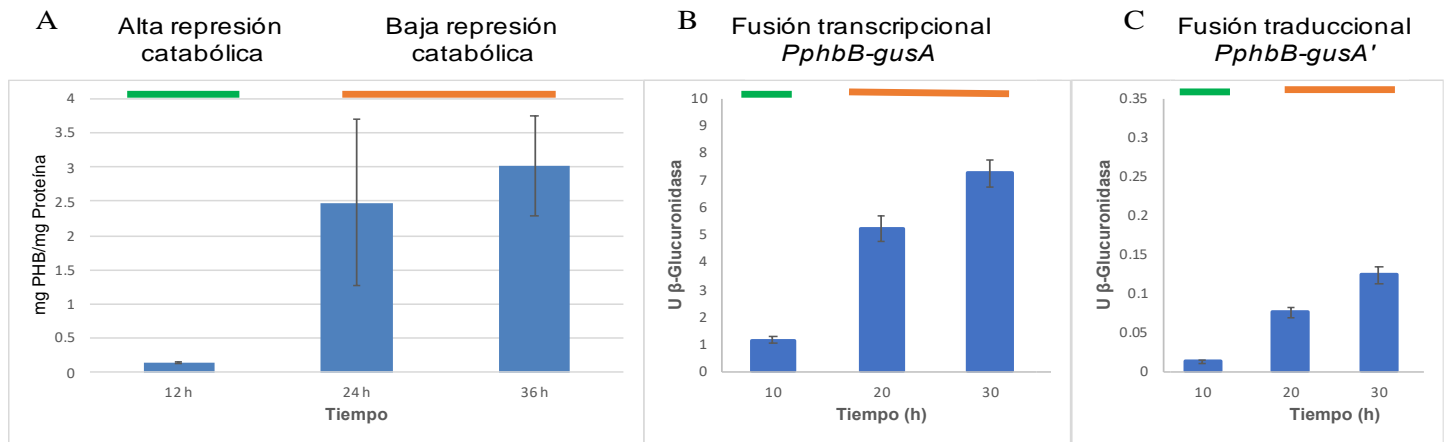 A
Alta represión
catabólica
Baja represión
catabólica
4
3.5
3
2.5
2
1.5
1
0.5
0
mg PHB/mg Proteína
12 h
24 h
36 h
Tiempo
B
Fusión transcripcional
PphbB-gusA
10
9
8
7
6
5
4
3
2
1
0
U β-Glucuronidasa
10
20
30
Tiempo (h)
C
Fusión traduccional
PphbB-gusA'
0.35
0.3
0.25
0.2
0.15
0.1
0.05
0
U β-Glucuronidasa
10
20
30
Tiempo (h)